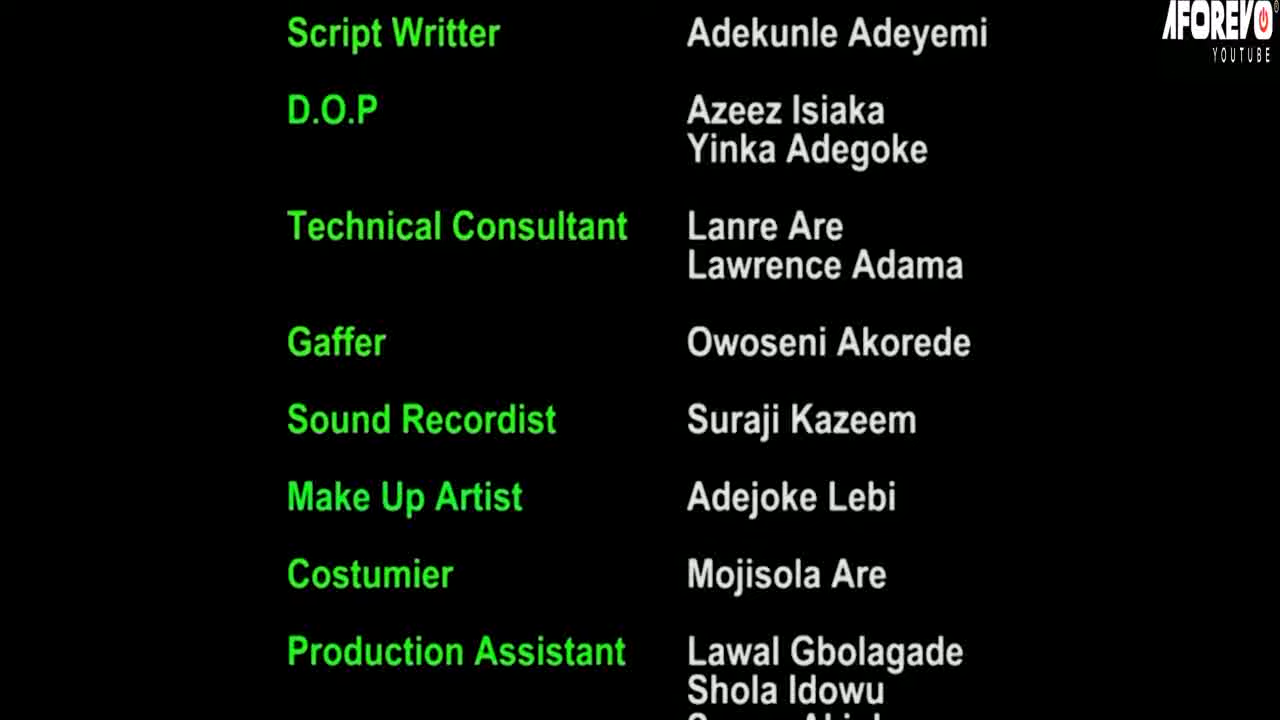 Script Writter Adekunle Adeyemi
D.O.P Azeez Isiaka
Yinka Adegoke
Technical Consultant Lanre Are
Lawrence Adama
Gaffer Owoseni Akorede
Sound Recordist Suraji Kazeem
Make Up Artist Adejoke Lebi
Costumier Mojisola Are
Production Assistant Lawal Gbolagade
Shola Idowu
AFOREVO
YOUTUBE